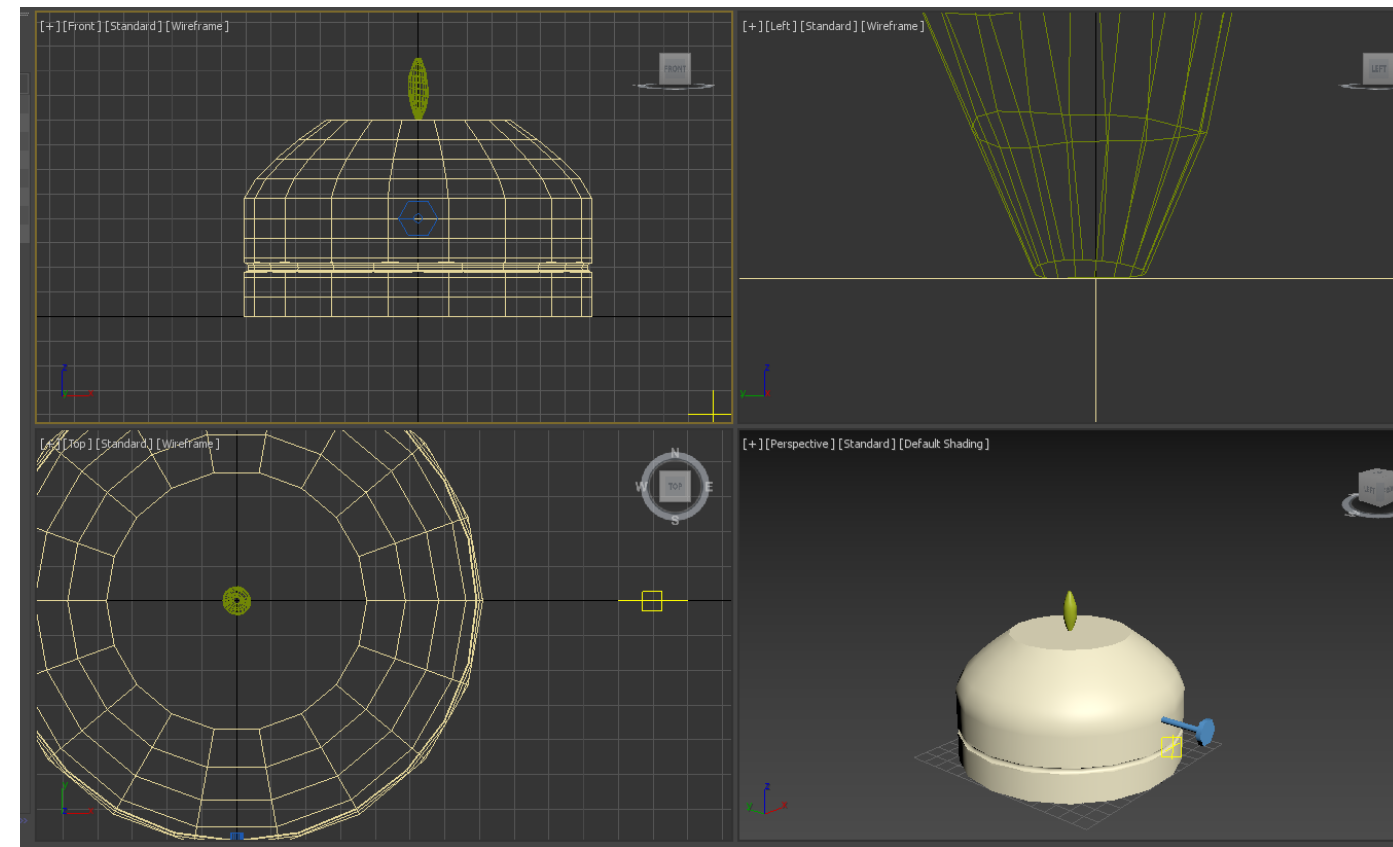 [+] [Front ] [Standard ] [Wireframe ]
FRONT
z
y x
[+] [Left ] [Standard ] [Wireframe ]
LEFT
z
y
[+] [Top ] [Standard ] [Wireframe ]
N
W TOP E
S
y
z x
[+] [Perspective ] [Standard ] [Default Shading ]
z
y x